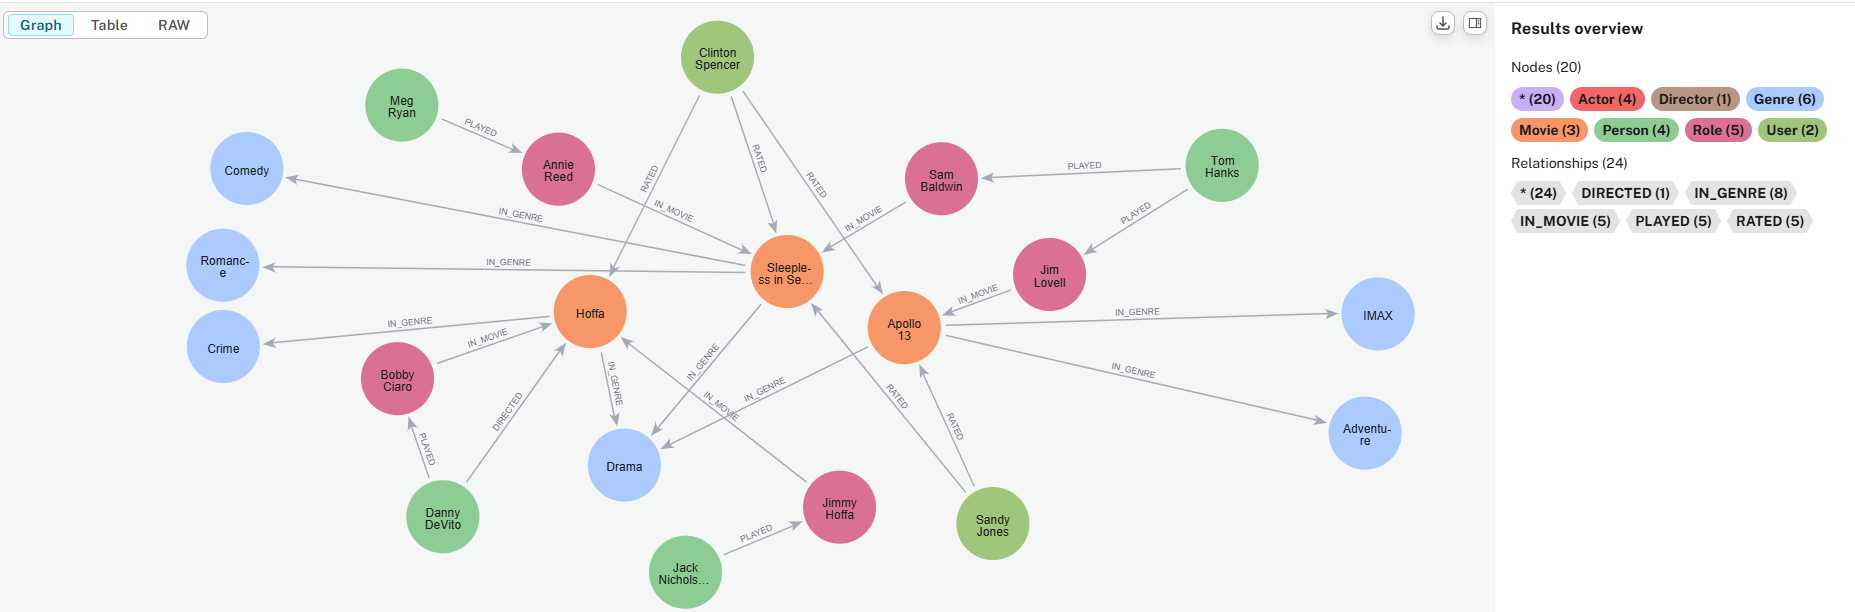 Graph Table RAW
Results overview
Nodes (20)
* (20) Actor (4) Director (1) Genre (6)
Movie (3) Person (4) Role (5) User (2)
Relationships (24)
* (24) DIRECTED (1) IN_GENRE (8)
IN_MOVIE (5) PLAYED (5) RATED (5)
Clinton
Spencer
Meg
Ryan
PLAYED
Annie
Reed
Comedy
RATED
RATED
RATED
Sam
Baldwin
PLAYED
Tom
Hanks
IN_GENRE
IN_MOVIE
IN_MOVIE
PLAYED
Romanc-
e
IN_GENRE
Sleeple-
ss in Se...
Jim
Lovell
IN_MOVIE
Hoffa
Apollo
13
IN_GENRE
IMAX
Crime
IN_GENRE
IN_MOVIE
Bobby
Ciaro
IN_GENRE
IN_GENRE
IN_GENRE
IN_GENRE
IN_MOVIE
RATED
DIRECTED
RATED
Adventu-
re
PLAYED
Drama
Danny
DeVito
Jimmy
Hoffa
Sandy
Jones
PLAYED
Jack
Nichols...